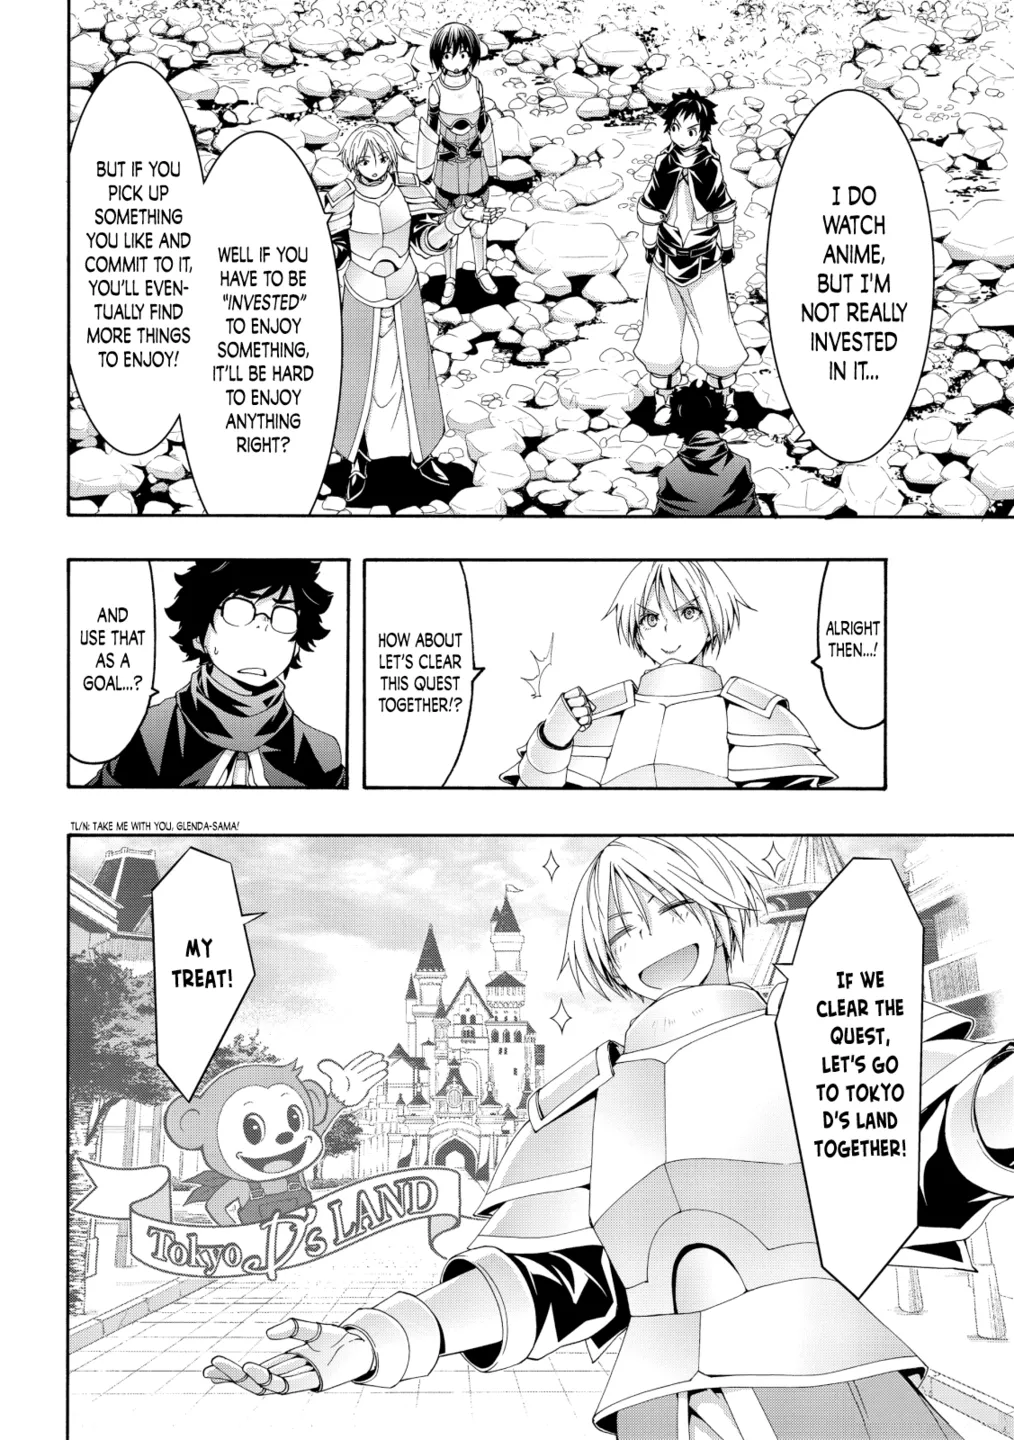 I DO
WATCH
ANIME,
BUT I'M
NOT REALLY
INVESTED
IN IT...
WELL IF YOU
HAVE TO BE
"INVESTED"
TO ENJOY
SOMETHING,
IT'LL BE HARD
TO ENJOY
ANYTHING
RIGHT?
BUT IF YOU
PICK UP
SOMETHING
YOU LIKE AND
COMMIT TO IT,
YOU'LL EVEN-
TUALLY FIND
MORE THINGS
TO ENJOY!
ALRIGHT
THEN...!
HOW ABOUT
LET'S CLEAR
THIS QUEST
TOGETHER!?
AND
USE THAT
AS A
GOAL...?
TL/N: TAKE ME WITH YOU, GLENDA-SAMA!
IF WE
CLEAR THE
QUEST,
LET'S GO
TO TOKYO
D'S LAND
TOGETHER!
MY
TREAT!
Tokyo D's LAND